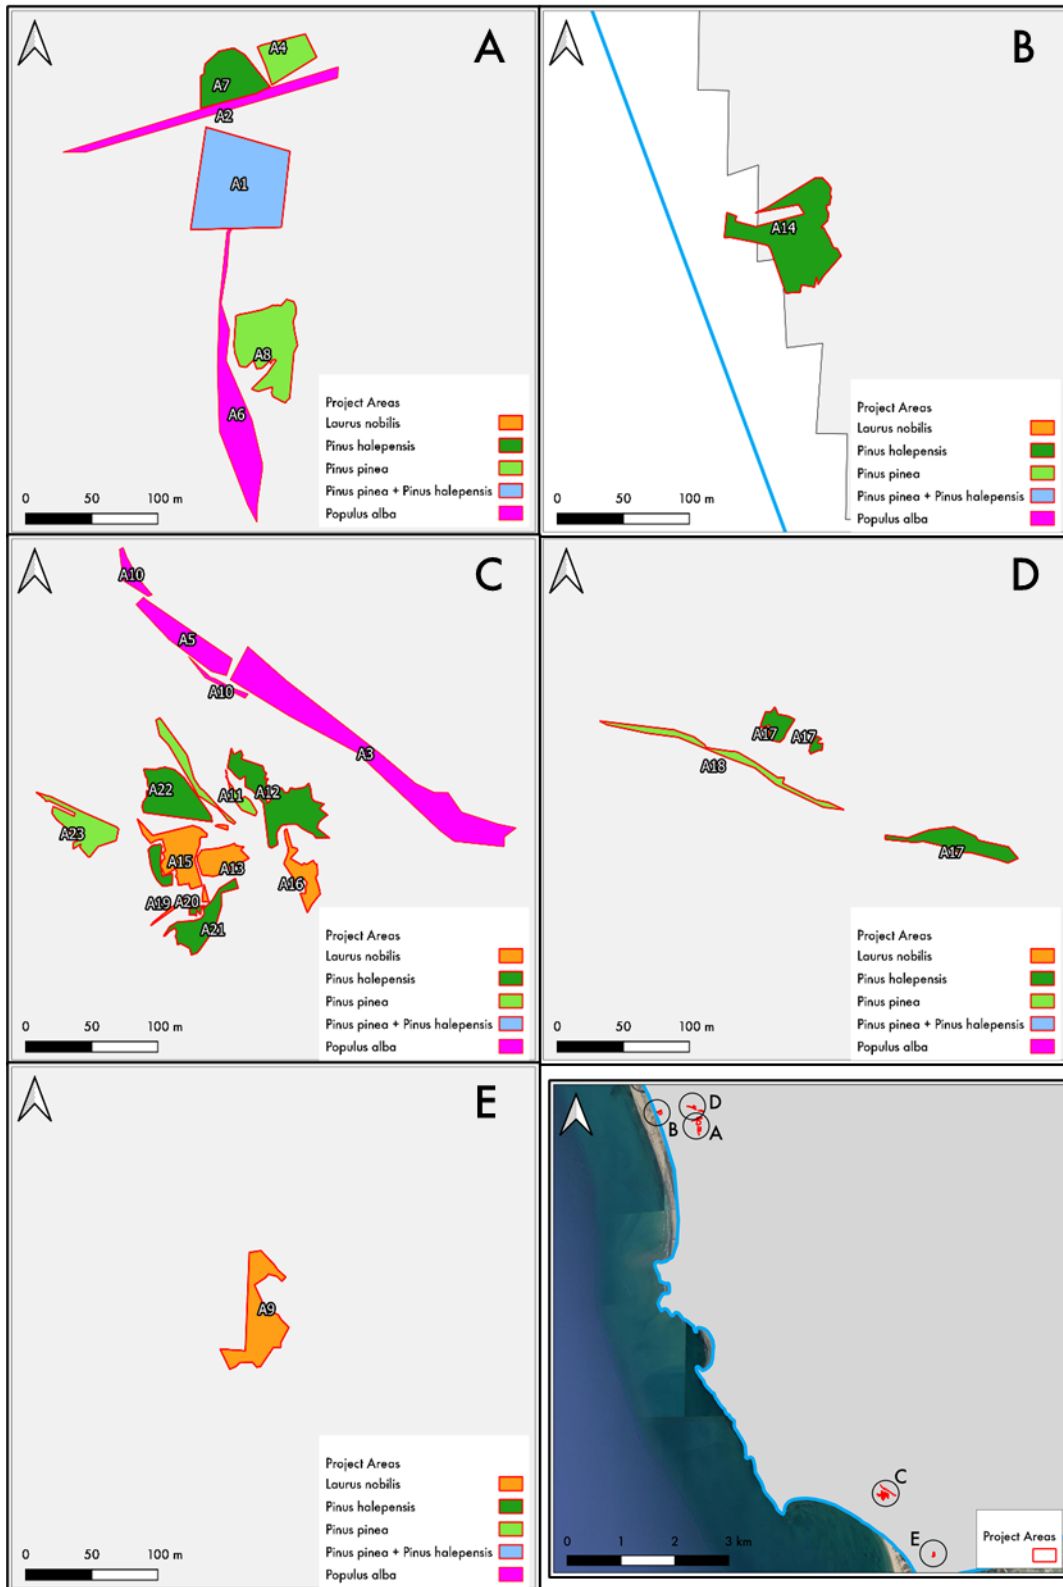 A
A4
A7
A2
A1
A8
A6
Project Areas
Laurus nobilis
Pinus halepensis
Pinus pinea
Pinus pinea + Pinus halepensis
Populus alba
0 50 100 m
B
A14
Project Areas
Laurus nobilis
Pinus halepensis
Pinus pinea
Pinus pinea + Pinus halepensis
Populus alba
0 50 100 m
C
A10
A5
A10
A3
A22
A11
A12
A23
A15
A13
A16
A19
A20
A21
Project Areas
Laurus nobilis
Pinus halepensis
Pinus pinea
Pinus pinea + Pinus halepensis
Populus alba
0 50 100 m
D
A17
A17
A18
A17
Project Areas
Laurus nobilis
Pinus halepensis
Pinus pinea
Pinus pinea + Pinus halepensis
Populus alba
0 50 100 m
E
A9
Project Areas
Laurus nobilis
Pinus halepensis
Pinus pinea
Pinus pinea + Pinus halepensis
Populus alba
0 50 100 m
D
B
A
C
E
0 1 2 3 km
Project Areas